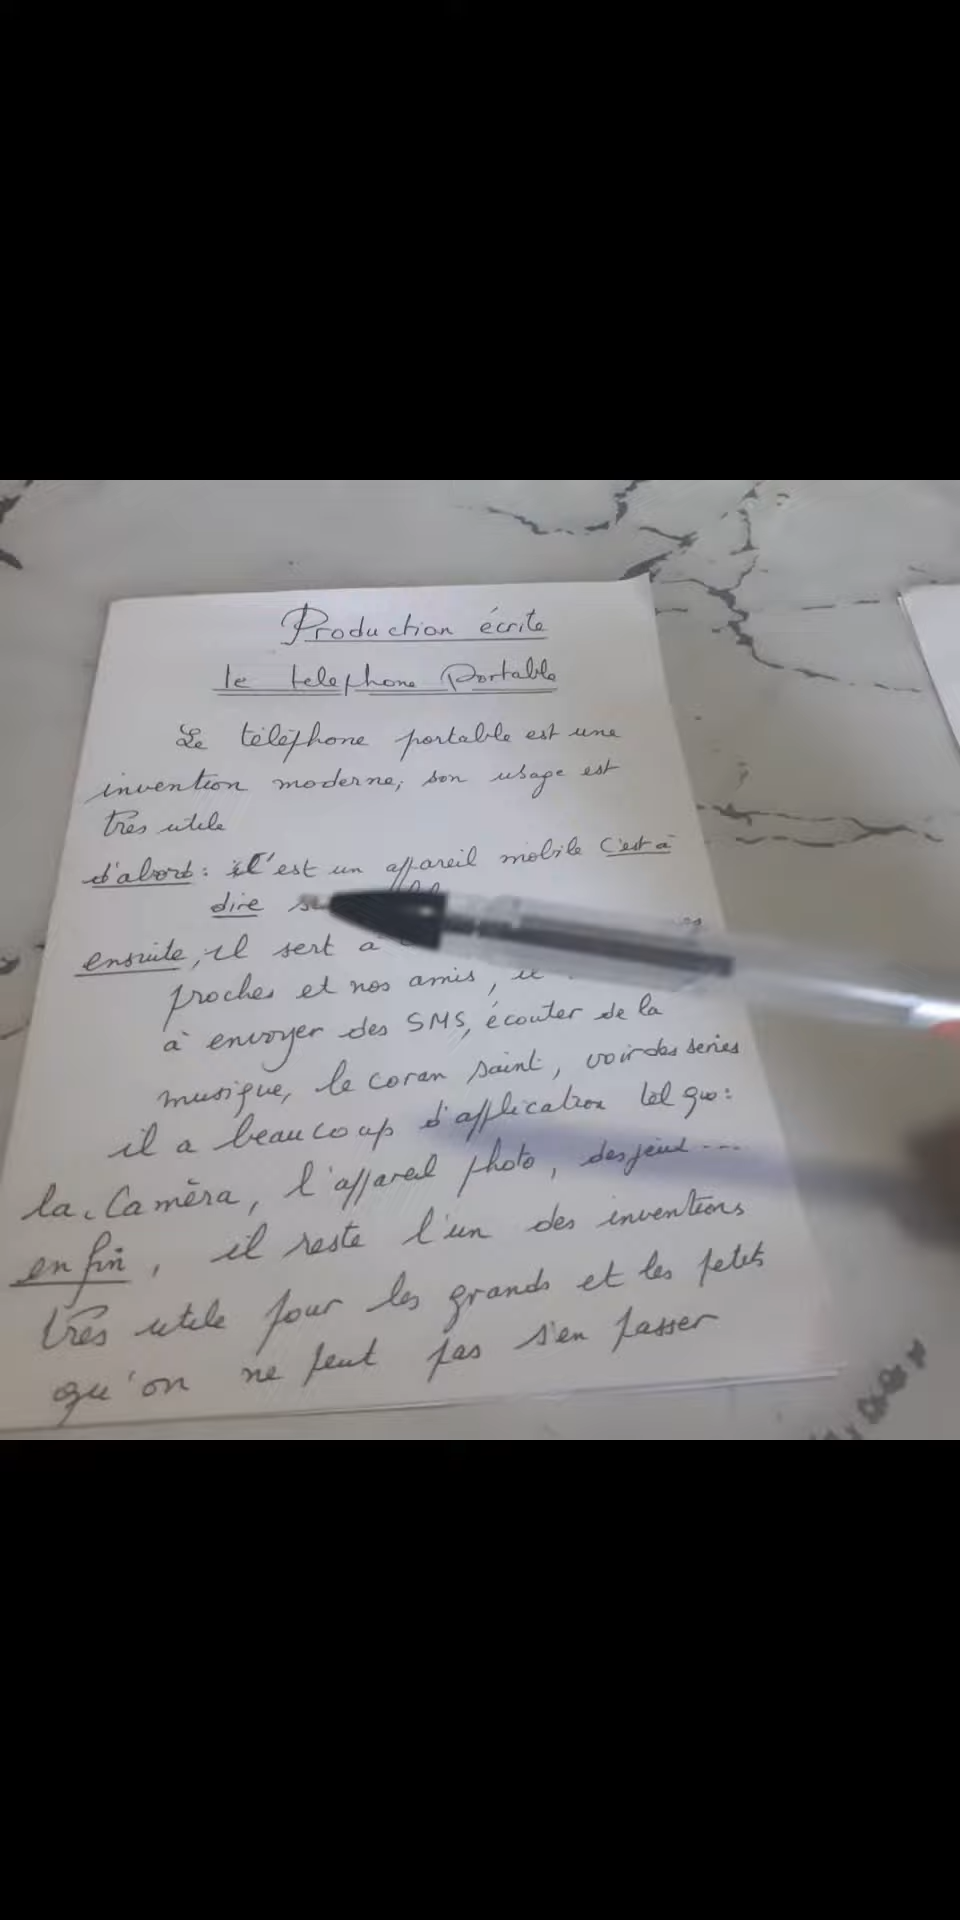 Production écrite
le telephone Portable
Le téléphone portable est une
invention moderne, son usage est
très utile
d'abord : c'est un appareil mobile c'est à
dire
ensuite, il sert à
proches et nos amis,
à envoyer des SMS, écouter de la
musique, le coran saint, voir des series
il a beaucoup d'application tel que :
la caméra, l'appareil photo, des jeux ...
enfin, il reste l'un des inventions
très utile pour les grands et les petits
qu'on ne peut pas s'en passer